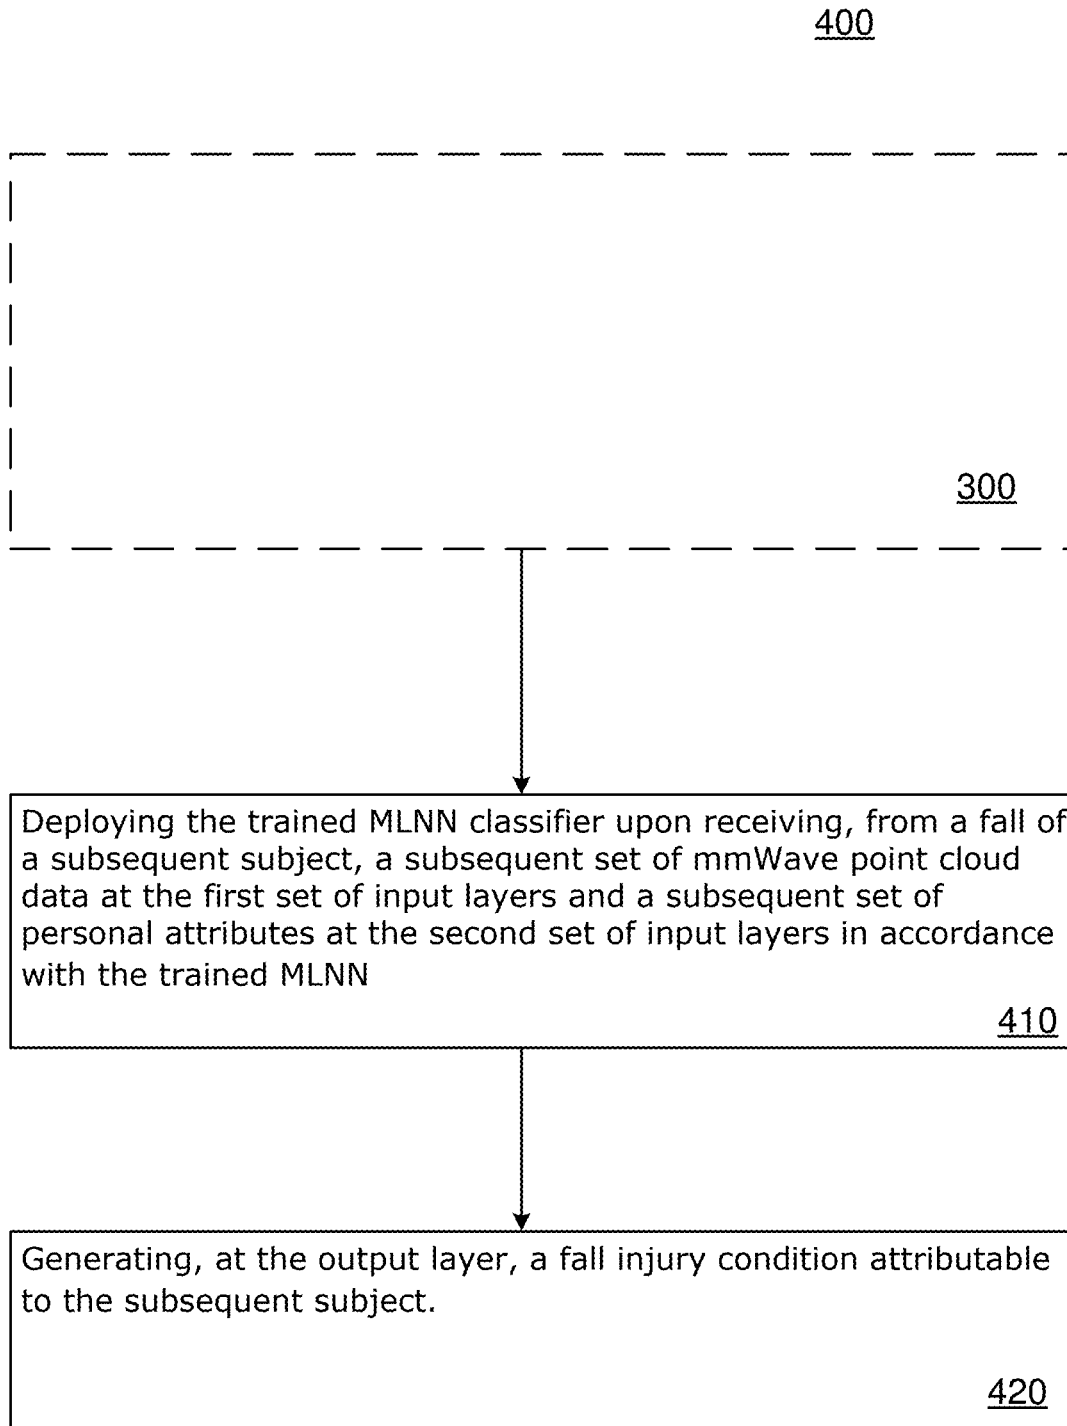 400
300
Deploying the trained MLNN classifier upon receiving, from a fall of
a subsequent subject, a subsequent set of mmWave point cloud
data at the first set of input layers and a subsequent set of
personal attributes at the second set of input layers in accordance
with the trained MLNN
410
Generating, at the output layer, a fall injury condition attributable
to the subsequent subject.
420